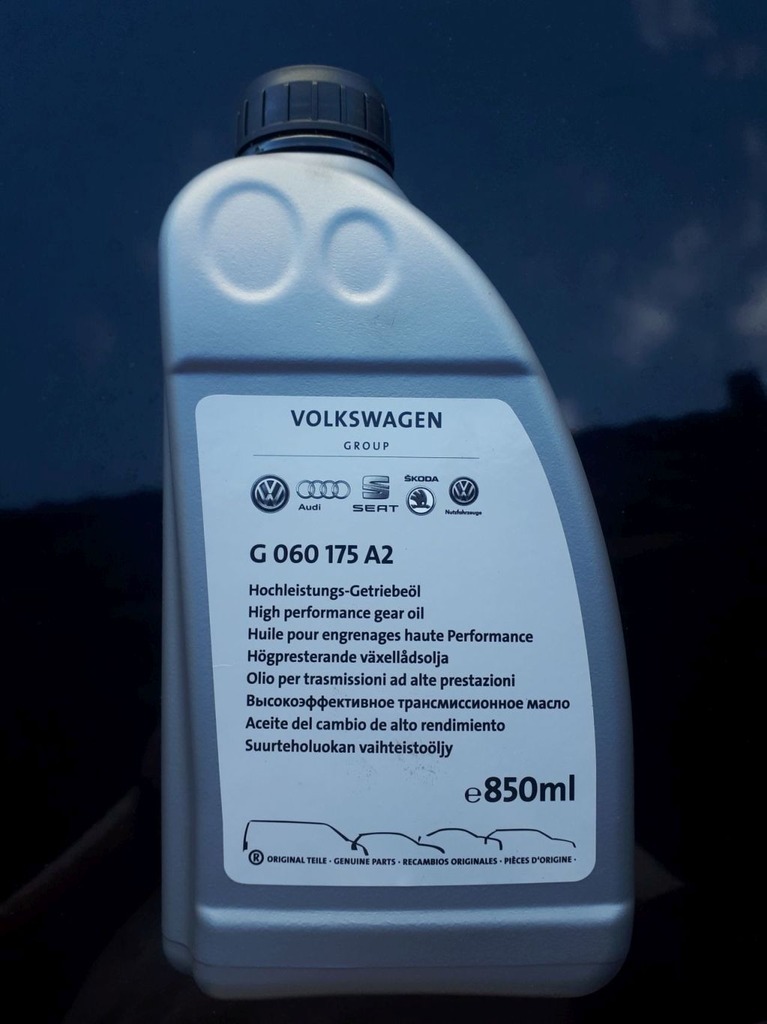 VOLKSWAGEN
GROUP
Audi SEAT ŠKODA Nutzfahrzeuge
G 060 175 A2
Hochleistungs-Getriebeöl
High performance gear oil
Huile pour engrenages haute Performance
Högpresterande växellådsolja
Olio per trasmissioni ad alte prestazioni
Высокоэффективное трансмиссионное масло
Aceite del cambio de alto rendimiento
Suurteholuokan vaihteistoöljy
e850ml
® ORIGINAL TEILE · GENUINE PARTS · RECAMBIOS ORIGINALES · PIÈCES D'ORIGINE ·